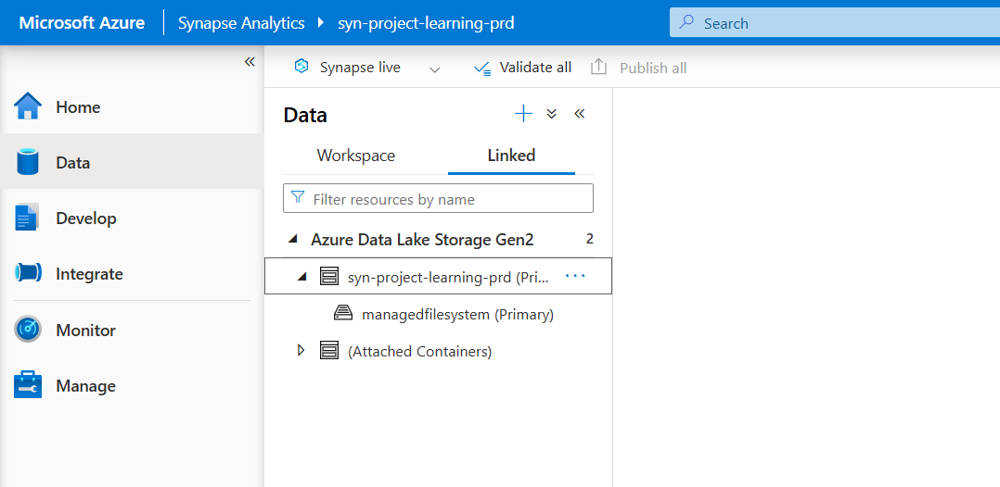 Microsoft Azure
Synapse Analytics
syn-project-learning-prd
Search
Home
Data
Develop
Integrate
Monitor
Manage
Synapse live
Validate all
Publish all
Data
Workspace
Linked
Filter resources by name
Azure Data Lake Storage Gen2 2
syn-project-learning-prd (Pri...
managedfilesystem (Primary)
(Attached Containers)